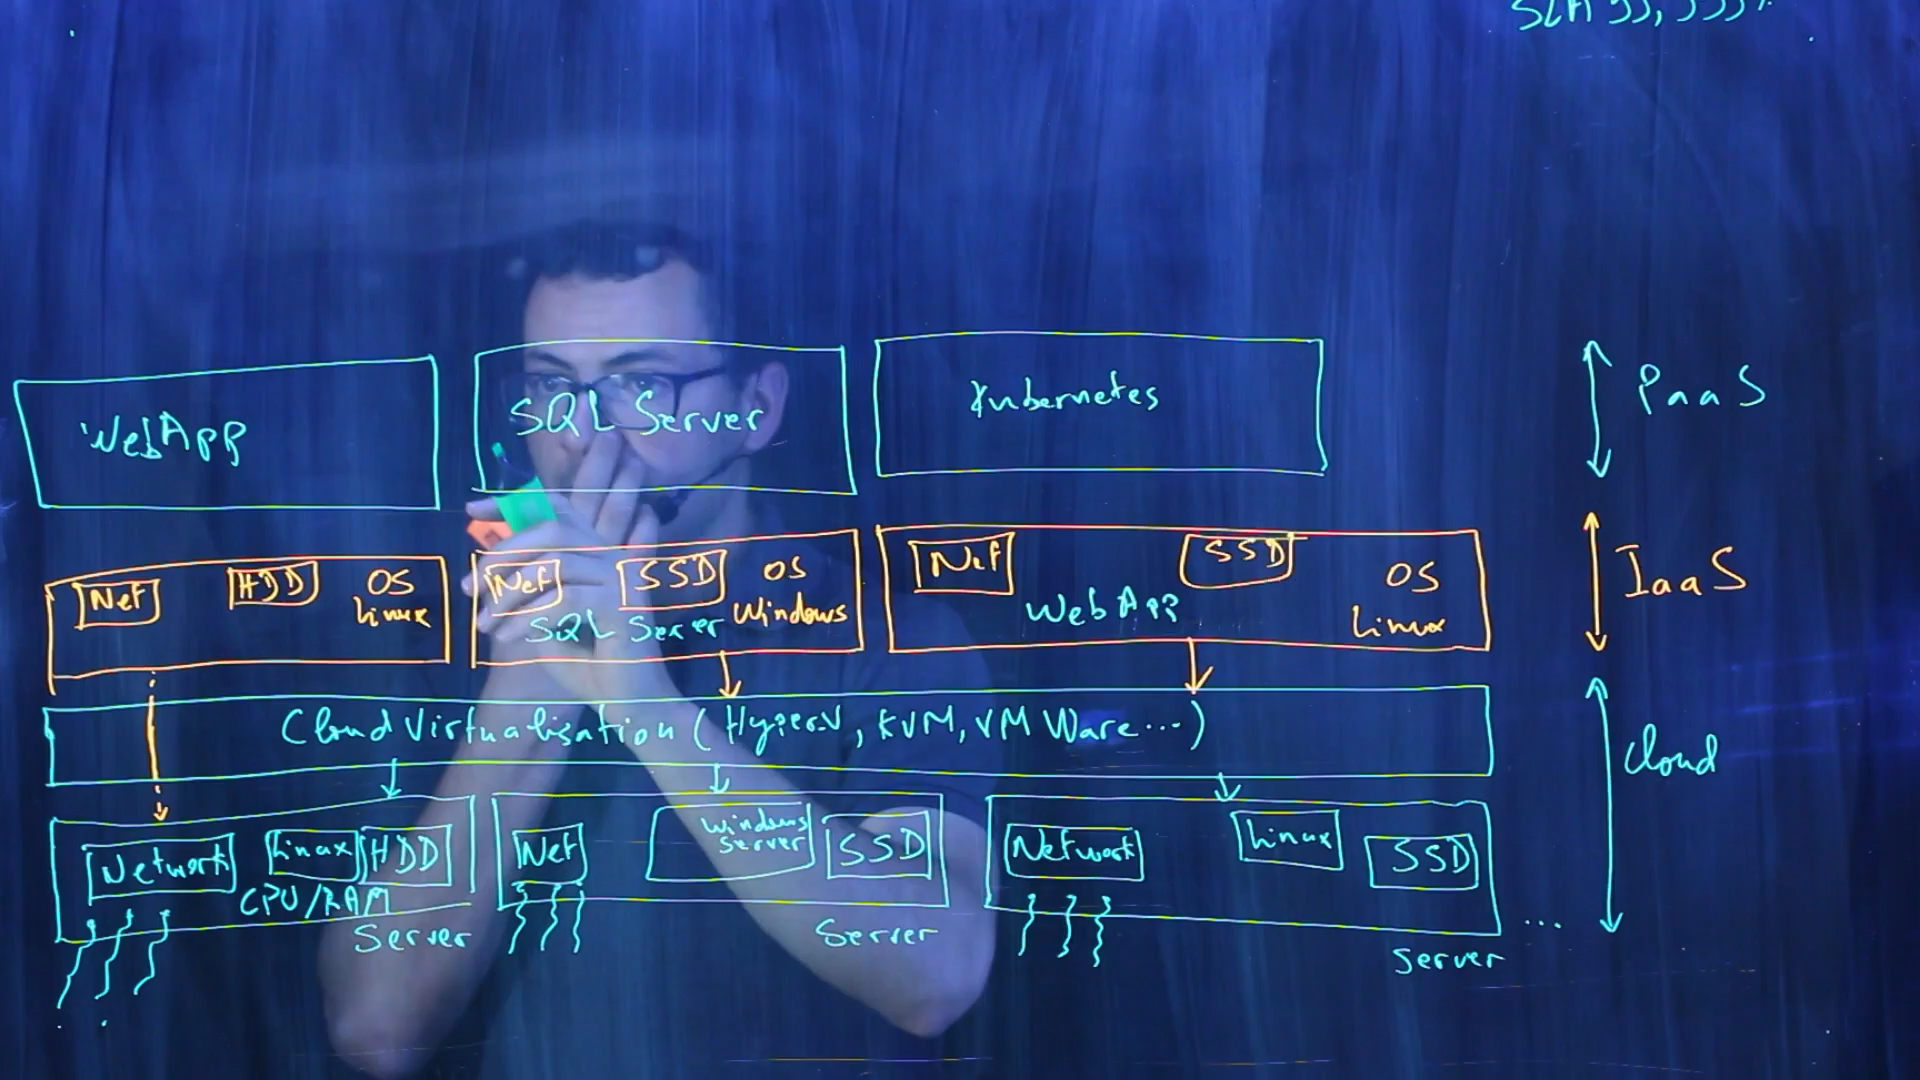 WebApp
SQL Server
Kubernetes
PaaS
Net HDD OS Linux
Net SSD OS Windows
SQL Server
Net SSD OS Linux
WebApp
IaaS
Cloud Virtualisation (HyperV, KVM, VM Ware...)
Cloud
Network Linux HDD
CPU/RAM
Server
Net Windows Server SSD
Server
Network Linux SSD
Server
...